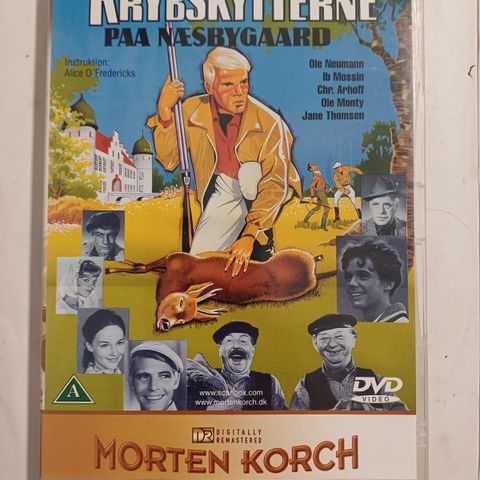 KRYBSKYTTERNE
PAA NÆSBYGAARD
Instruktion:
Alice O'Fredericks
Ole Neumann
Ib Mossin
Chr. Arhoff
Ole Monty
Jane Thomsen
A
www.scanbox.com
www.mortenkorch.dk
DVD
VIDEO
DR DIGITALLY
REMASTERED
MORTEN KORCH